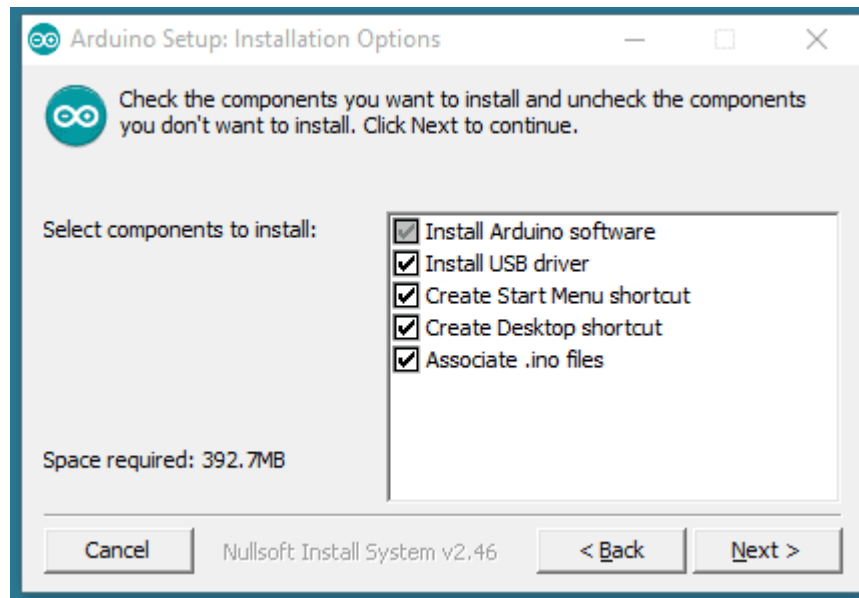 Arduino Setup: Installation Options
Check the components you want to install and uncheck the components
you don't want to install. Click Next to continue.
Select components to install:
Install Arduino software
Install USB driver
Create Start Menu shortcut
Create Desktop shortcut
Associate .ino files
Space required: 392.7MB
Cancel
Nullsoft Install System v2.46
< Back
Next >